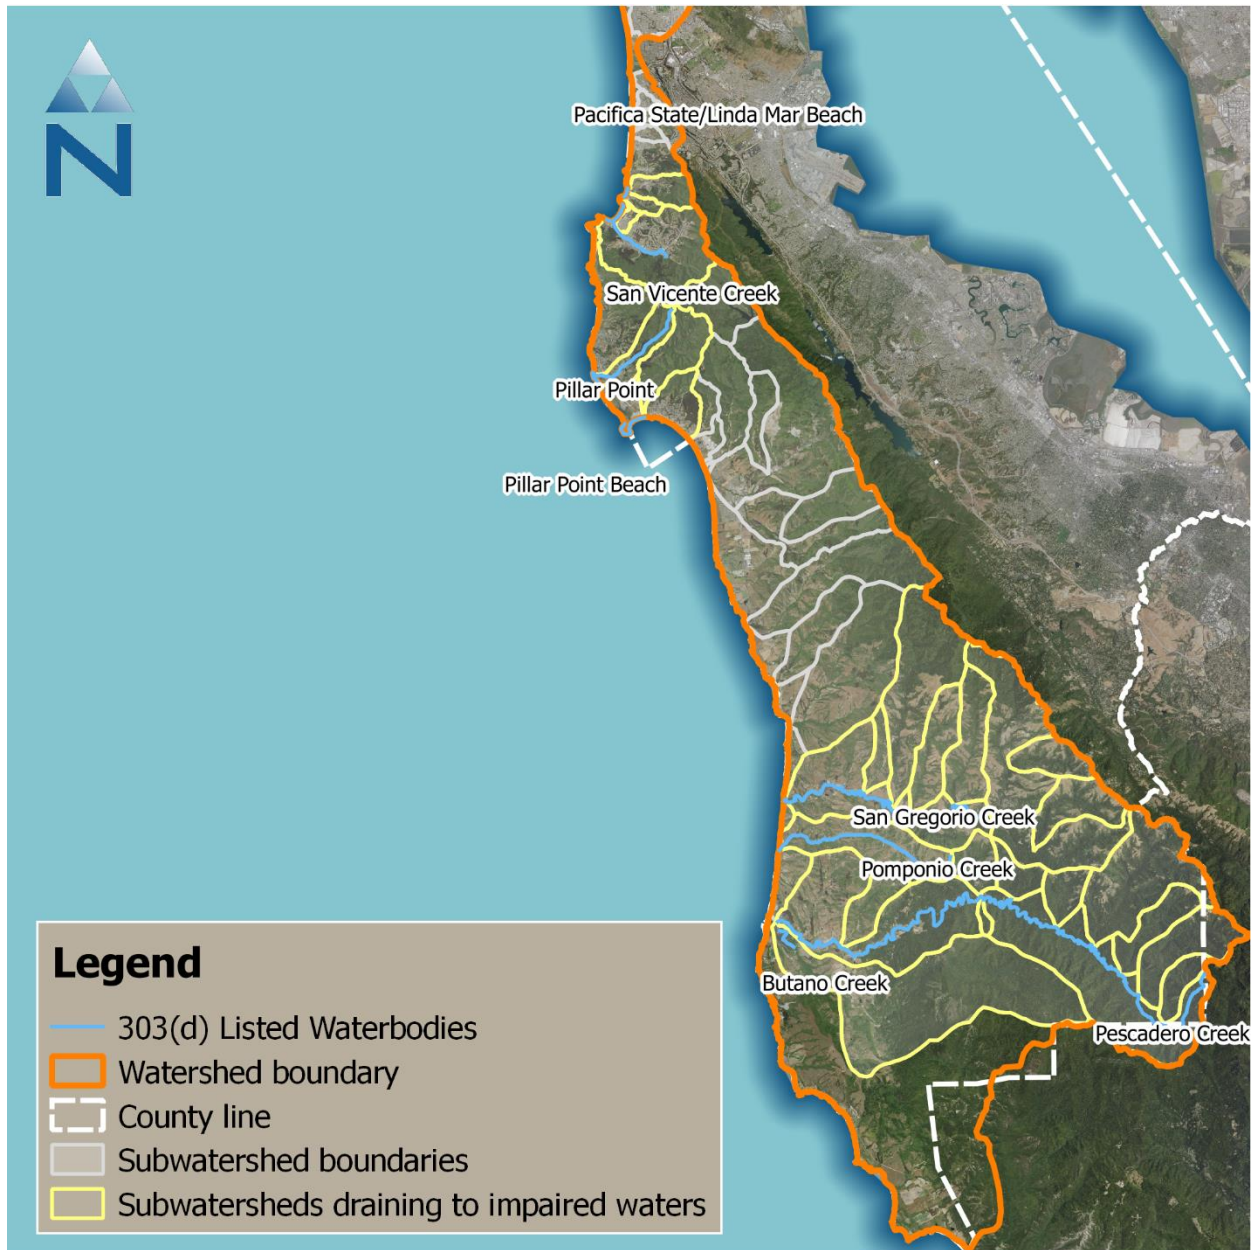 N
Pacifica State/Linda Mar Beach
San Vicente Creek
Pillar Point
Pillar Point Beach
San Gregorio Creek
Pomponio Creek
Butano Creek
Pescadero Creek
Legend
303(d) Listed Waterbodies
Watershed boundary
County line
Subwatershed boundaries
Subwatersheds draining to impaired waters